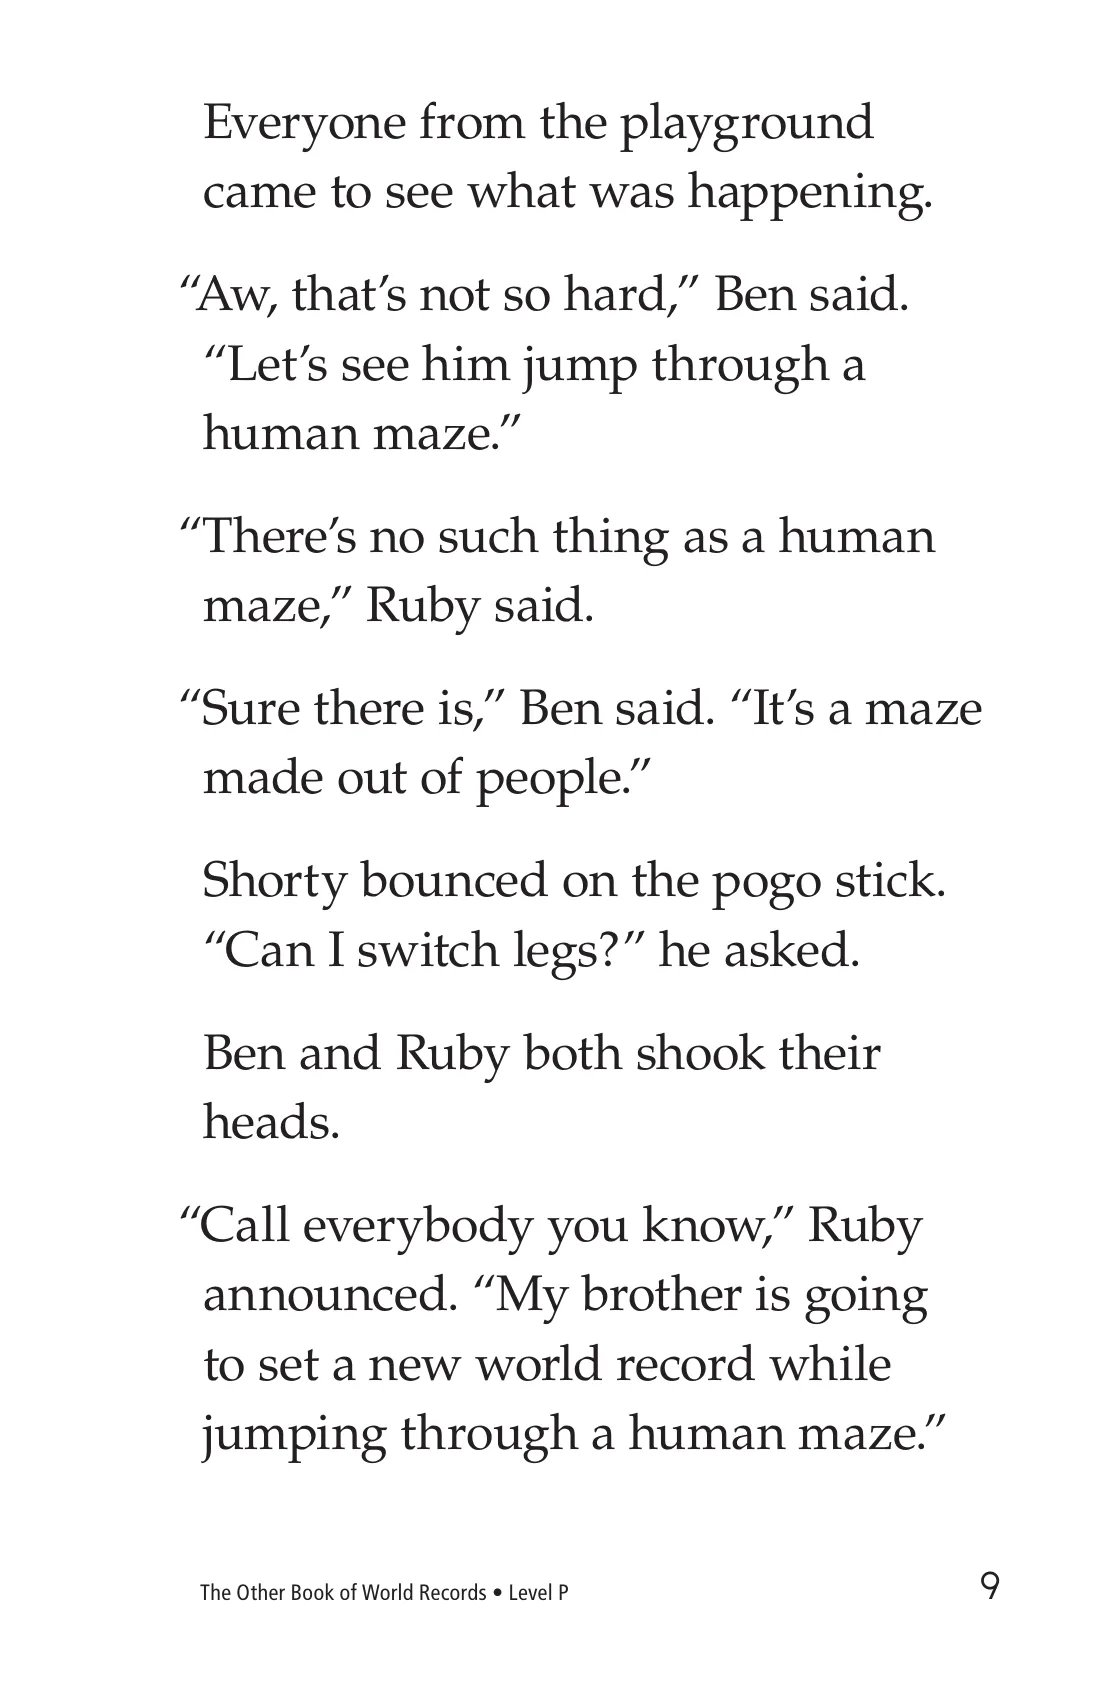 Everyone from the playground
came to see what was happening.
“Aw, that’s not so hard,” Ben said.
“Let’s see him jump through a
human maze.”
“There’s no such thing as a human
maze,” Ruby said.
“Sure there is,” Ben said. “It’s a maze
made out of people.”
Shorty bounced on the pogo stick.
“Can I switch legs?” he asked.
Ben and Ruby both shook their
heads.
“Call everybody you know,” Ruby
announced. “My brother is going
to set a new world record while
jumping through a human maze.”
The Other Book of World Records • Level P
9